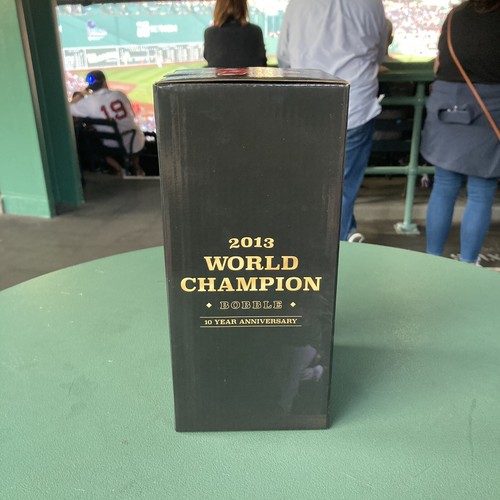 19
2013
WORLD
CHAMPION
BOBBLE
10 YEAR ANNIVERSARY